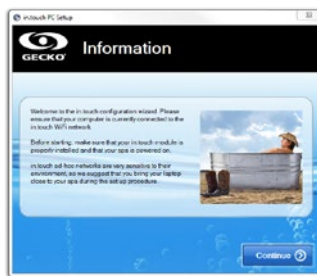 in.touch PC Setup
GECKO
Information
Welcome to the in.touch configuration wizard. Please
ensure that your computer is currently connected to the
in.touch WiFi network.
Before starting, make sure that your in.touch module is
properly installed and that your spa is powered on.
in.touch ad-hoc networks are very sensitive to their
environment, so we suggest that you bring your laptop
close to your spa during the set up procedure.
Continue